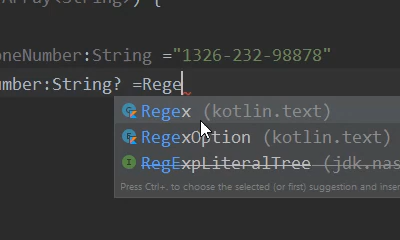 Array(String) {
oneNumber:String ="1326-232-98878"
umber:String? =Rege
Regex (kotlin.text)
RegexOption (kotlin.text)
RegExpLiteralTree (jdk.nas
Press Ctrl+. to choose the selected (or first) suggestion and inser